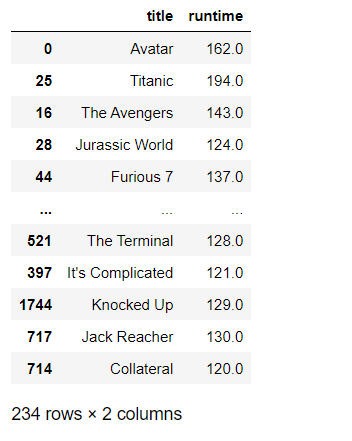 title runtime
0 Avatar 162.0
25 Titanic 194.0
16 The Avengers 143.0
28 Jurassic World 124.0
44 Furious 7 137.0
... ... ...
521 The Terminal 128.0
397 It's Complicated 121.0
1744 Knocked Up 129.0
717 Jack Reacher 130.0
714 Collateral 120.0
234 rows × 2 columns